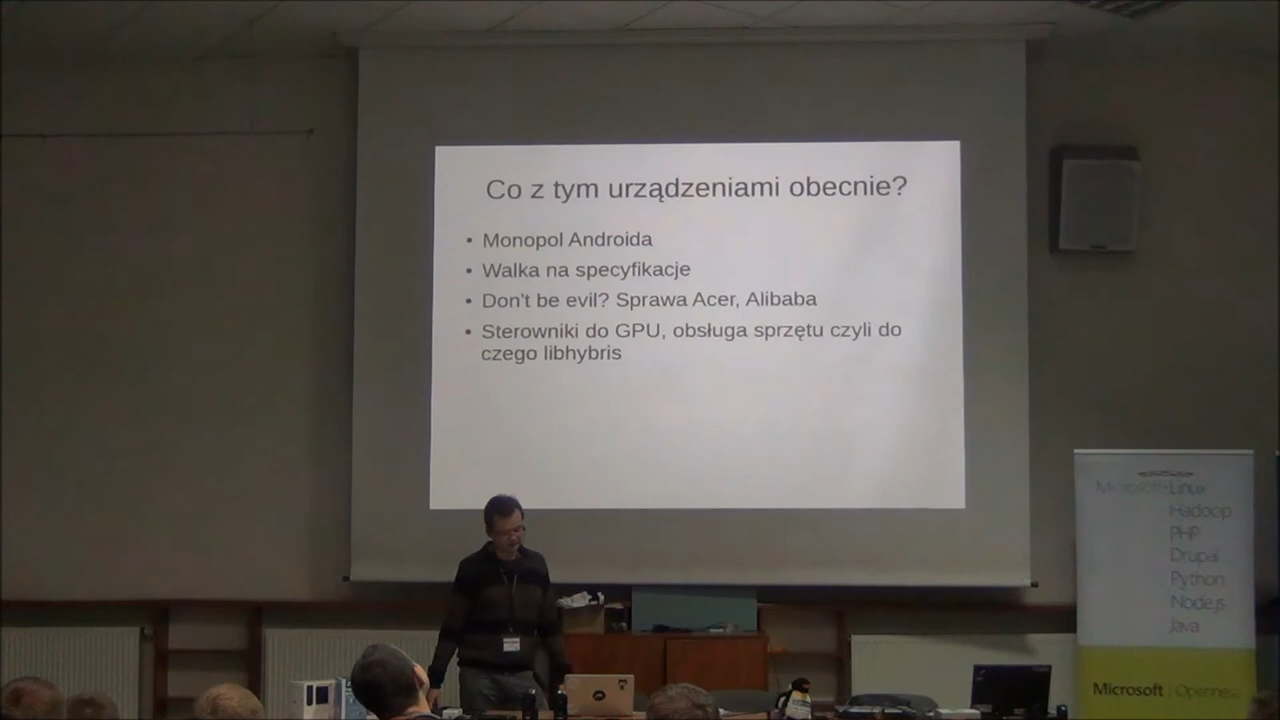 Co z tym urządzeniami obecnie?
• Monopol Androida
• Walka na specyfikacje
• Don't be evil? Sprawa Acer, Alibaba
• Sterowniki do GPU, obsługa sprzętu czyli do
czego libhybris
Microsoft+Linux
Hadoop
PHP
Drupal
Python
Node.js
Java
Microsoft